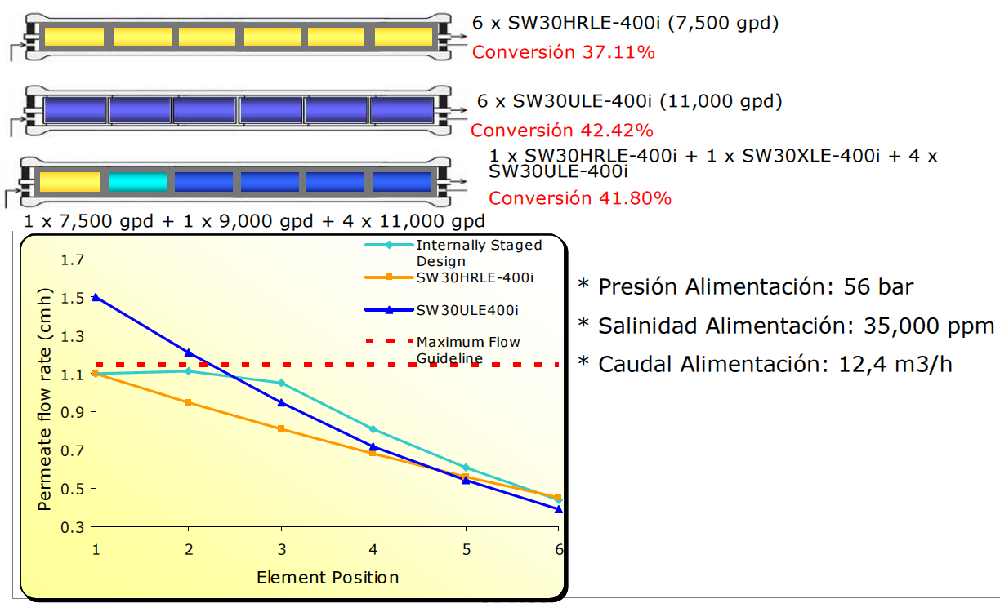 6 x SW30HRLE-400i (7,500 gpd)
Conversión 37.11%
6 x SW30ULE-400i (11,000 gpd)
Conversión 42.42%
1 x SW30HRLE-400i + 1 x SW30XLE-400i + 4 x
SW30ULE-400i
Conversión 41.80%
1 x 7,500 gpd + 1 x 9,000 gpd + 4 x 11,000 gpd
Internally Staged
Design
SW30HRLE-400i
SW30ULE400i
Maximum Flow
Guideline
Permeate flow rate (cmh)
1.7
1.5
1.3
1.1
0.9
0.7
0.5
0.3
1 2 3 4 5 6
Element Position
* Presión Alimentación: 56 bar
* Salinidad Alimentación: 35,000 ppm
* Caudal Alimentación: 12,4 m3/h